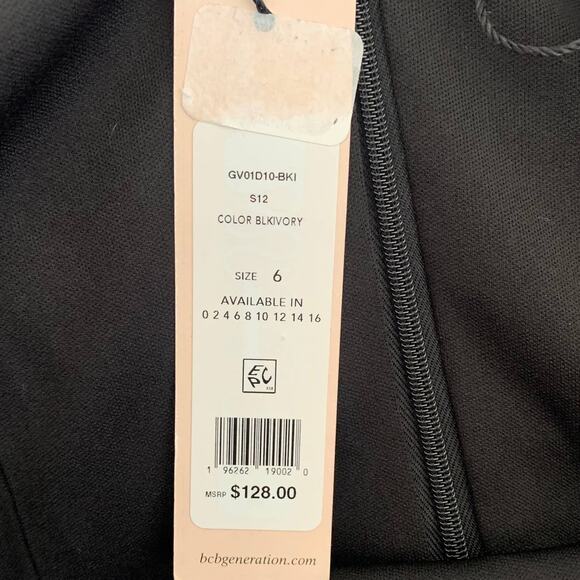 GV01D10-BKI
S12
COLOR BLKIVORY
SIZE 6
AVAILABLE IN
0 2 4 6 8 10 12 14 16
EPC
1 96262 19002 0
MSRP $128.00
bcbgeneration.com